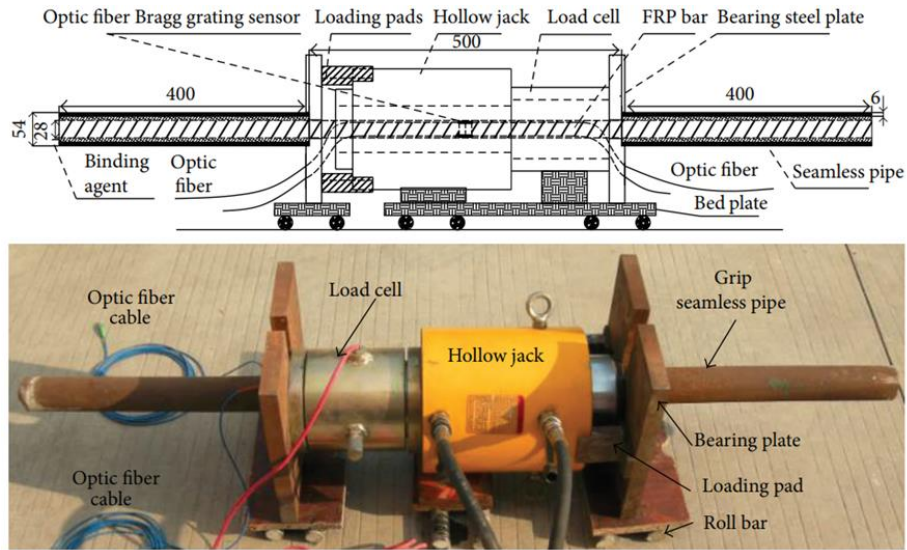 Optic fiber Bragg grating sensor
Loading pads
Hollow jack
Load cell
FRP bar
Bearing steel plate
500
400
400
6
54
28
Binding
agent
Optic
fiber
Optic fiber
Seamless pipe
Bed plate
Optic fiber
cable
Load cell
Grip
seamless pipe
Hollow jack
Bearing plate
Loading pad
Roll bar
Optic fiber
cable